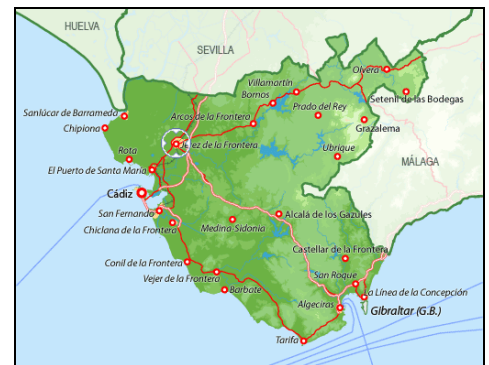 HUELVA
SEVILLA
Olvera
Villamartín
Setenil de las Bodegas
Bornos
Prado del Rey
Sanlúcar de Barrameda
Arcos de la Frontera
Chipiona
Grazalema
Jerez de la Frontera
Rota
Ubrique
El Puerto de Santa María
MÁLAGA
Cádiz
San Fernando
Alcalá de los Gazules
Chiclana de la Frontera
Medina-Sidonia
Castellar de la Frontera
Conil de la Frontera
San Roque
Vejer de la Frontera
Barbate
La Línea de la Concepción
Algeciras
Gibraltar (G.B.)
Tarifa